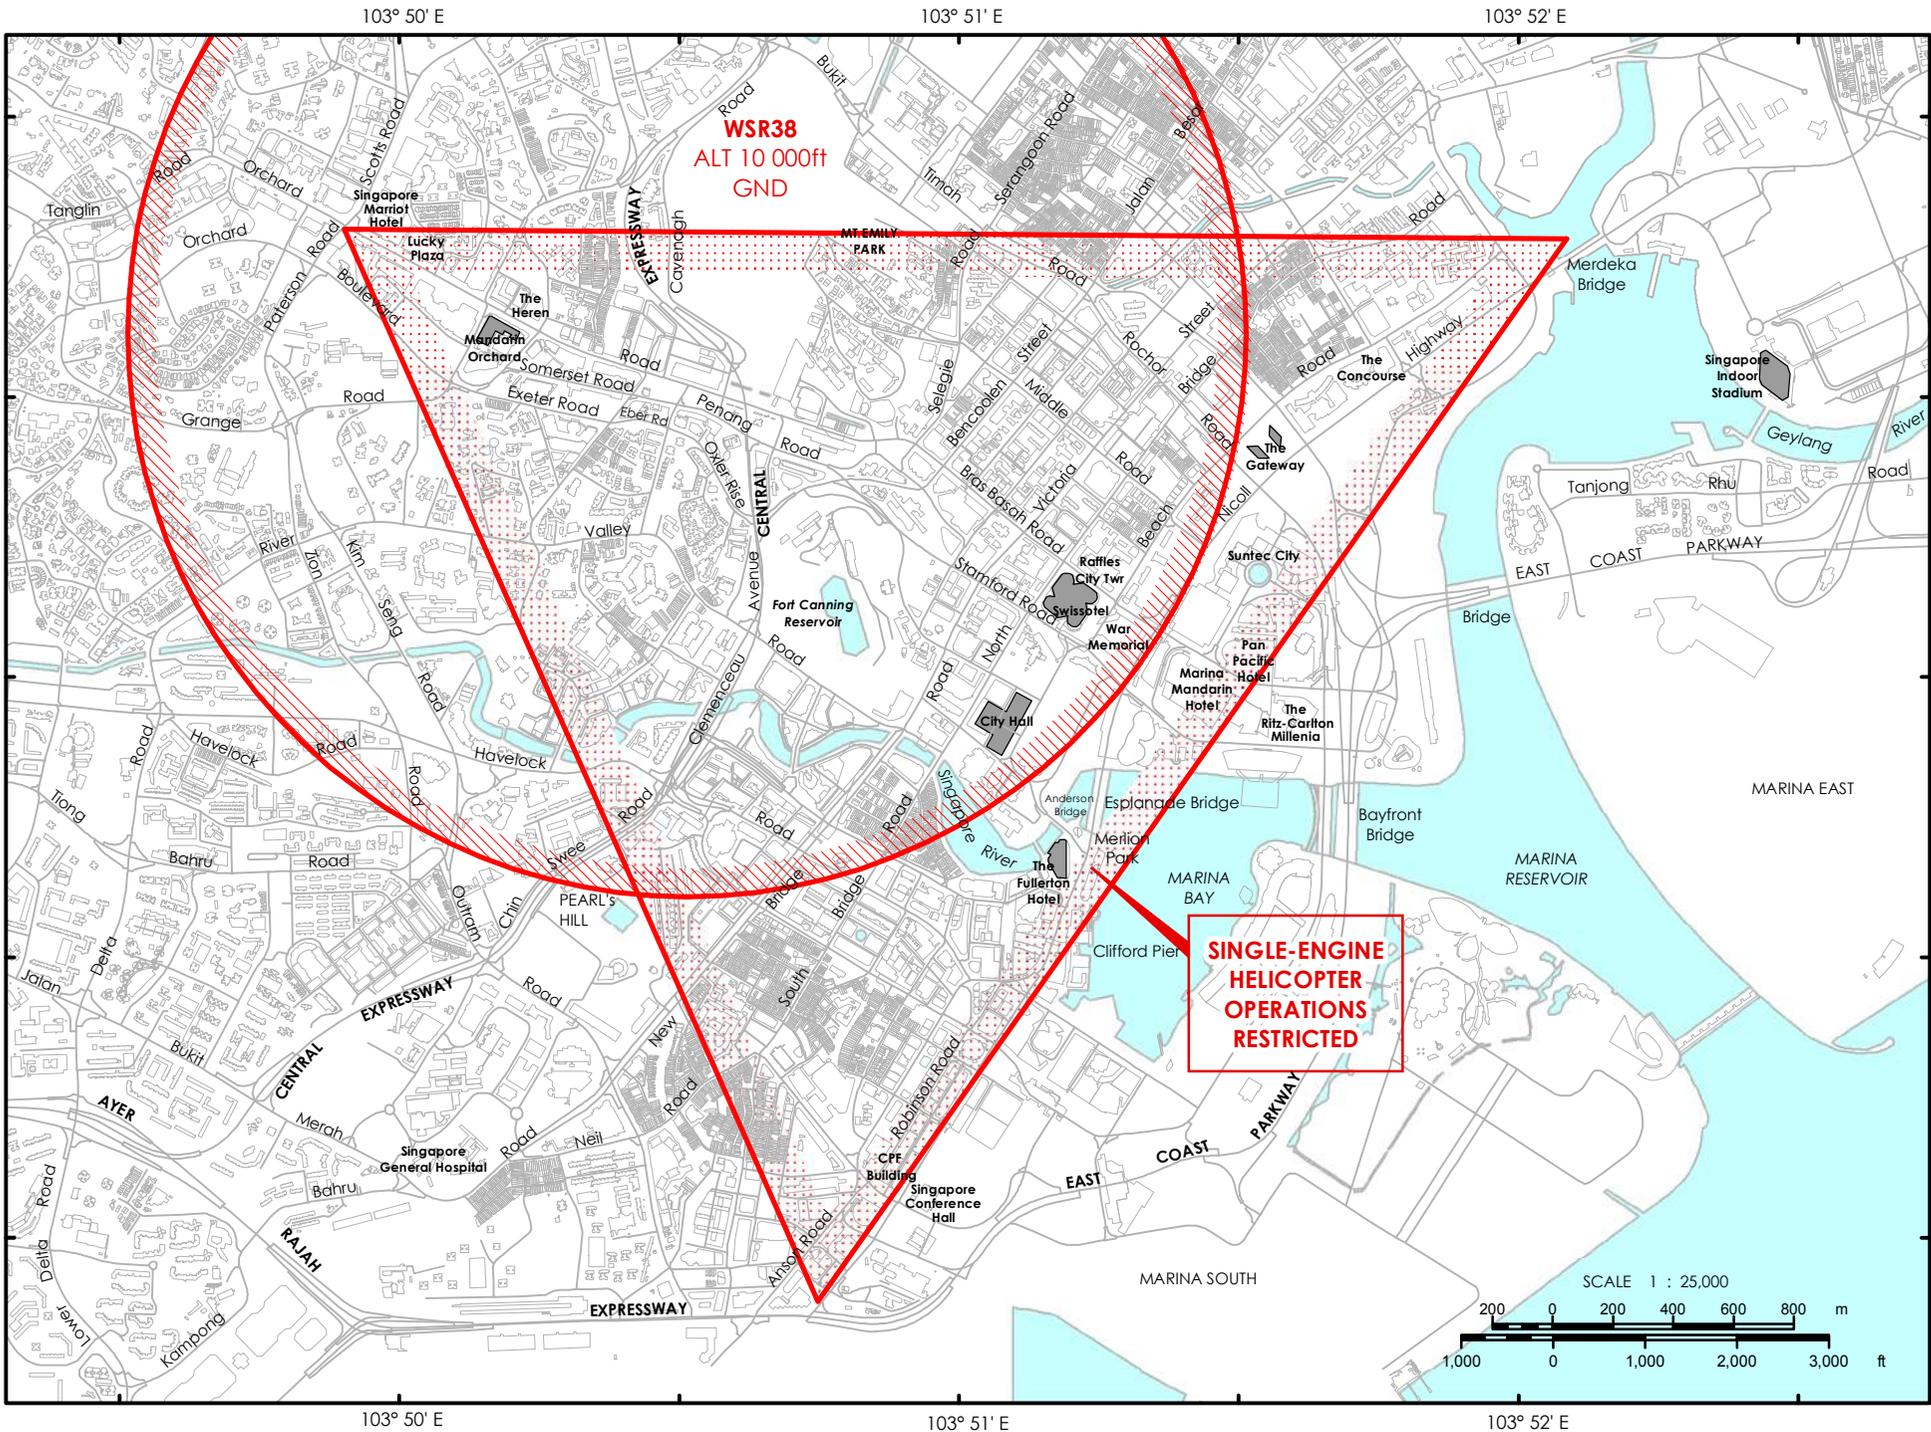 103° 50' E
103° 51' E
103° 52' E
Road
Bukit
WSR38
ALT 10 000ft
GND
Scotts Road
Serangoon Road
Besar
Road
Orchard
Timah
Jalan
Singapore
Marriot
Hotel
Tanglin
Orchard
Road
EXPRESSWAY
Cavenagh
MT.EMILY
PARK
Road
Lucky
Plaza
Road
Road
Merdeka
Bridge
Paterson
Boulevard
The
Heren
Mandarin
Orchard
Road
Somerset Road
Exeter Road
Eber Rd
Penang
Road
Selegie
Street
Bencoolen
Middle
Rochor
Street
Bridge
Road
The
Concourse
Highway
Singapore
Indoor
Stadium
Geylang
River
Road
Grange
Oxler Rise
CENTRAL
Bras Basah Road
Victoria
Road
Road
The
Gateway
Nicoll
Beach
Tanjong
Rhu
Road
River
Valley
Zion
Kim
Seng
Road
Avenue
Fort Canning
Reservoir
Raffles
City Twr
Stamford Road
Swissotel
Suntec City
EAST
COAST
PARKWAY
Bridge
War
Memorial
North
Road
Road
Clemenceau
City Hall
Pan
Pacific
Hotel
Marina
Mandarin
Hotel
The
Ritz-Carlton
Millenia
Road
Havelock
Road
Havelock
Road
Tiong
Bahru
Road
Singapore
River
Road
Road
Road
Anderson
Bridge
Esplanade Bridge
Merlion
Park
The
Fullerton
Hotel
MARINA
BAY
Bayfront
Bridge
MARINA
RESERVOIR
MARINA EAST
Swee
Chin
Outram
PEARL's
HILL
Bridge
Bridge
Clifford Pier
SINGLE-ENGINE
HELICOPTER
OPERATIONS
RESTRICTED
Delta
Jalan
Bukit
EXPRESSWAY
CENTRAL
Road
New
South
Road
Robinson Road
AYER
Merah
Singapore
General Hospital
Road
Neil
Bahru
CPF
Building
Singapore
Conference
Hall
EAST
COAST
PARKWAY
Road
Delta
Lower
RAJAH
Kampong
EXPRESSWAY
Anson Road
MARINA SOUTH
SCALE 1 : 25,000
200 0 200 400 600 800 m
1,000 0 1,000 2,000 3,000 ft
103° 50' E
103° 51' E
103° 52' E